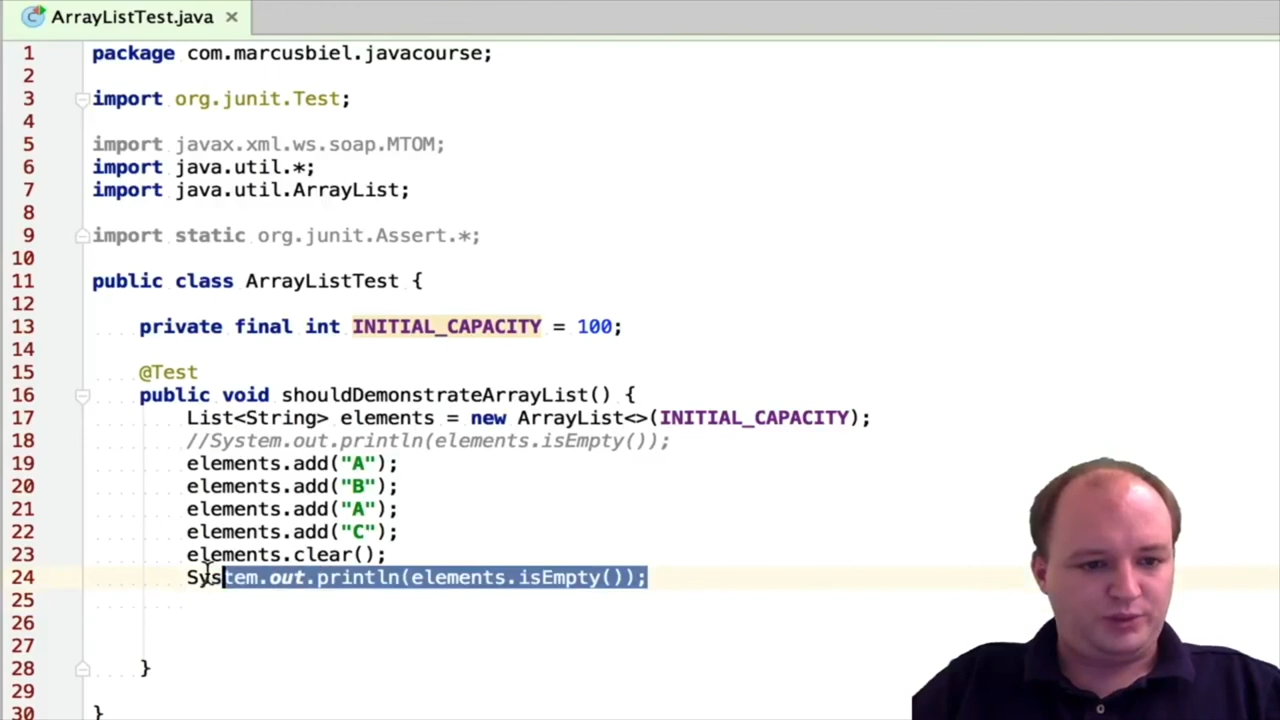 ArrayListTest.java ×
1 package com.marcusbiel.javacourse;
2
3 import org.junit.Test;
4
5 import javax.xml.ws.soap.MTOM;
6 import java.util.*;
7 import java.util.ArrayList;
8
9 import static org.junit.Assert.*;
10
11 public class ArrayListTest {
12
13 private final int INITIAL_CAPACITY = 100;
14
15 @Test
16 public void shouldDemonstrateArrayList() {
17 List<String> elements = new ArrayList<>(INITIAL_CAPACITY);
18 //System.out.println(elements.isEmpty());
19 elements.add("A");
20 elements.add("B");
21 elements.add("A");
22 elements.add("C");
23 elements.clear();
24 System.out.println(elements.isEmpty());
25
26
27
28 }
29
30 }